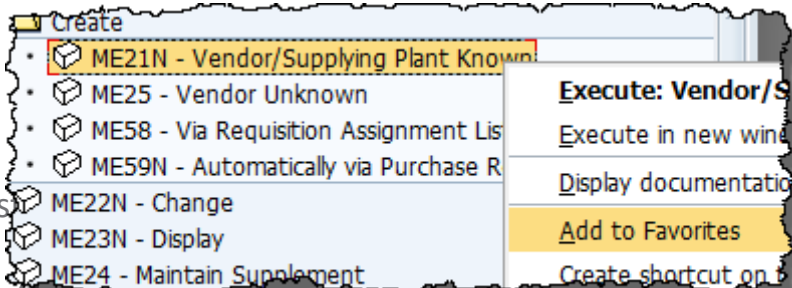 Create
ME21N - Vendor/Supplying Plant Known
ME25 - Vendor Unknown
ME58 - Via Requisition Assignment Lis
ME59N - Automatically via Purchase R
ME22N - Change
ME23N - Display
ME24 - Maintain Supplement
Execute: Vendor/S
Execute in new wind
Display documentatio
Add to Favorites
Create shortcut on t